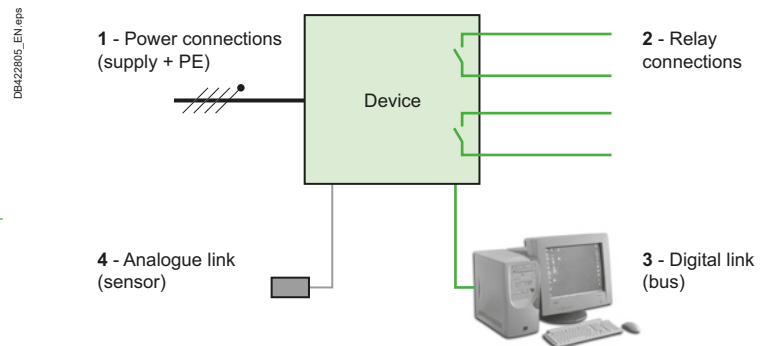 DB422805_EN.eps
1 - Power connections
(supply + PE)
Device
2 - Relay
connections
4 - Analogue link
(sensor)
3 - Digital link
(bus)